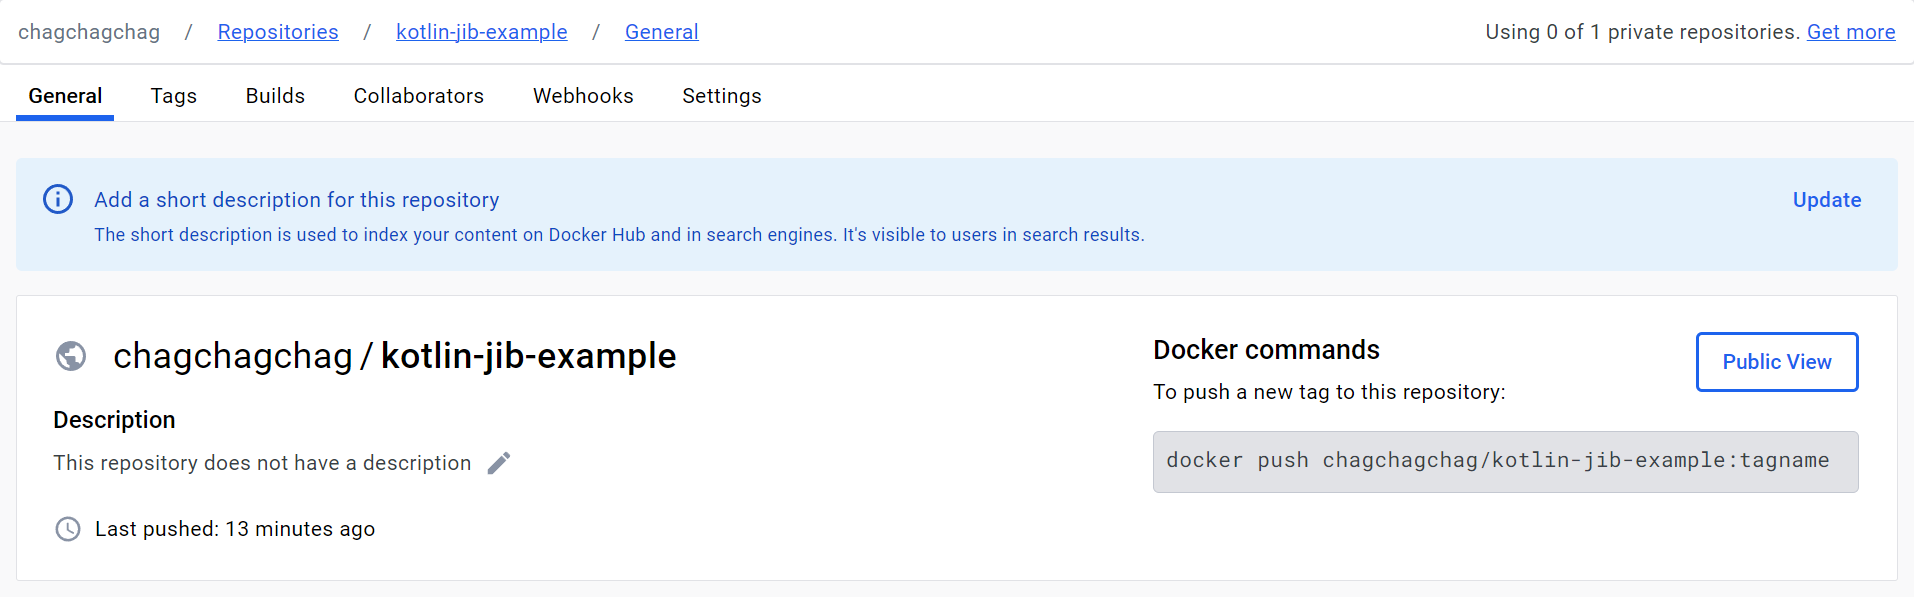 chagchagchag / Repositories / kotlin-jib-example / General
Using 0 of 1 private repositories. Get more
General Tags Builds Collaborators Webhooks Settings
Add a short description for this repository
Update
The short description is used to index your content on Docker Hub and in search engines. It's visible to users in search results.
chagchagchag / kotlin-jib-example
Description
This repository does not have a description
Last pushed: 13 minutes ago
Docker commands
Public View
To push a new tag to this repository:
docker push chagchagchag/kotlin-jib-example:tagname